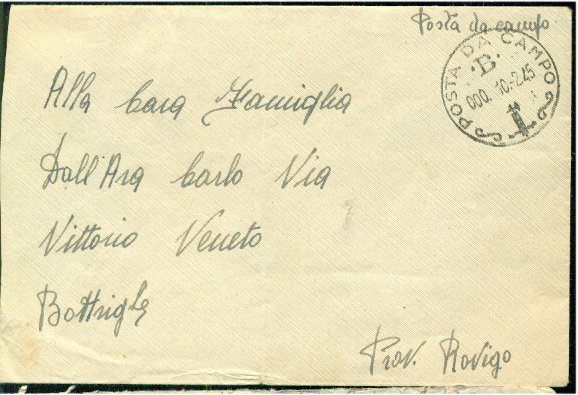 Posta da campo
POSTA DA CAMPO
·B·
000. 10.-2.45
Alla Cara Famiglia
Dall'Ara Carlo Via
Vittorio Veneto
Bottrighe
Prov. Rovigo